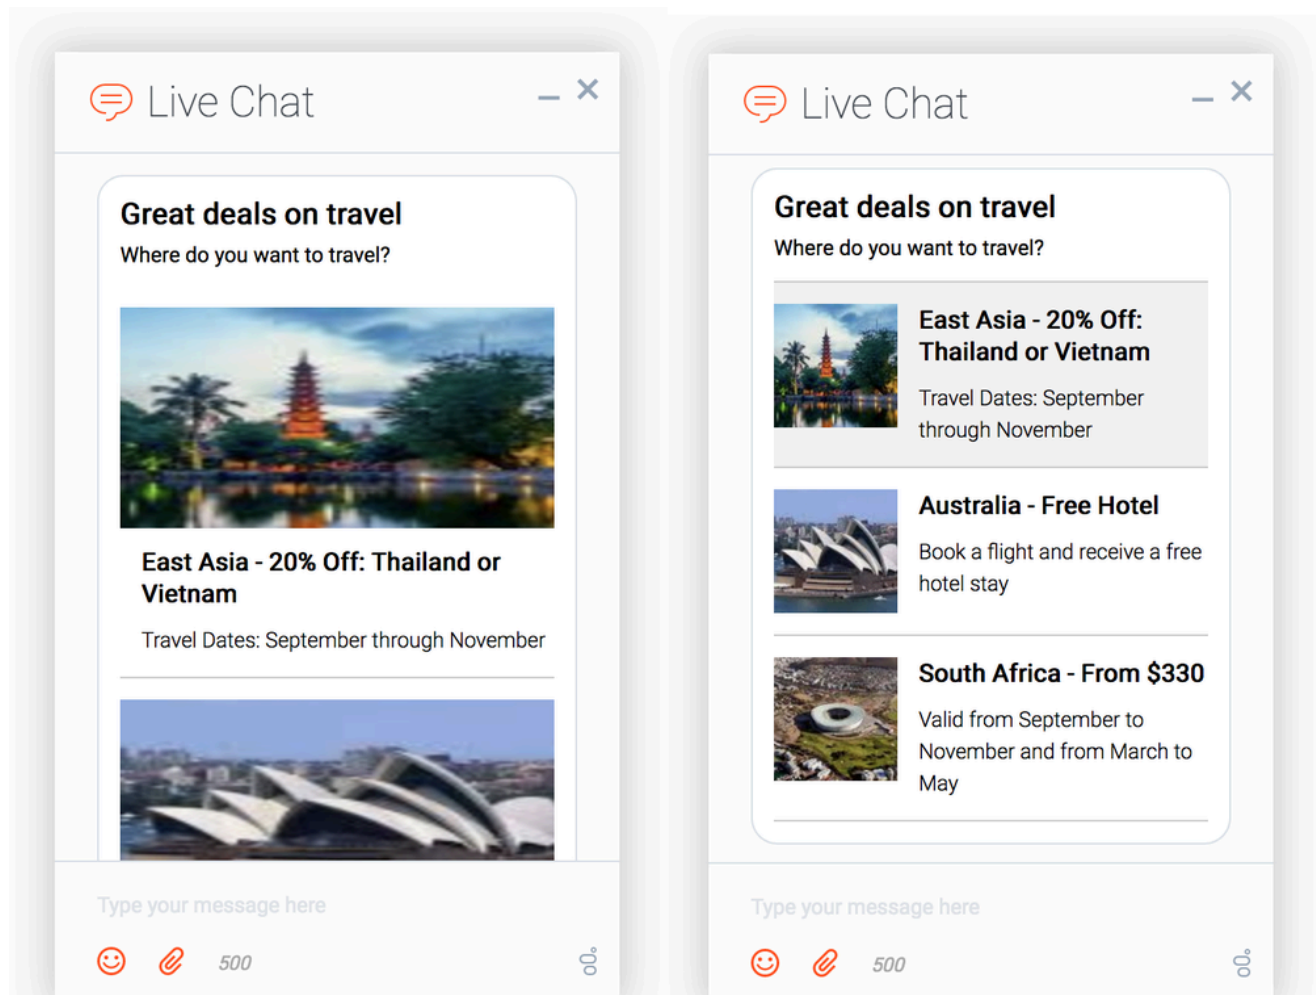 Live Chat
Great deals on travel
Where do you want to travel?
East Asia - 20% Off: Thailand or
Vietnam
Travel Dates: September through November
Type your message here
500
Live Chat
Great deals on travel
Where do you want to travel?
East Asia - 20% Off:
Thailand or Vietnam
Travel Dates: September
through November
Australia - Free Hotel
Book a flight and receive a free
hotel stay
South Africa - From $330
Valid from September to
November and from March to
May
Type your message here
500